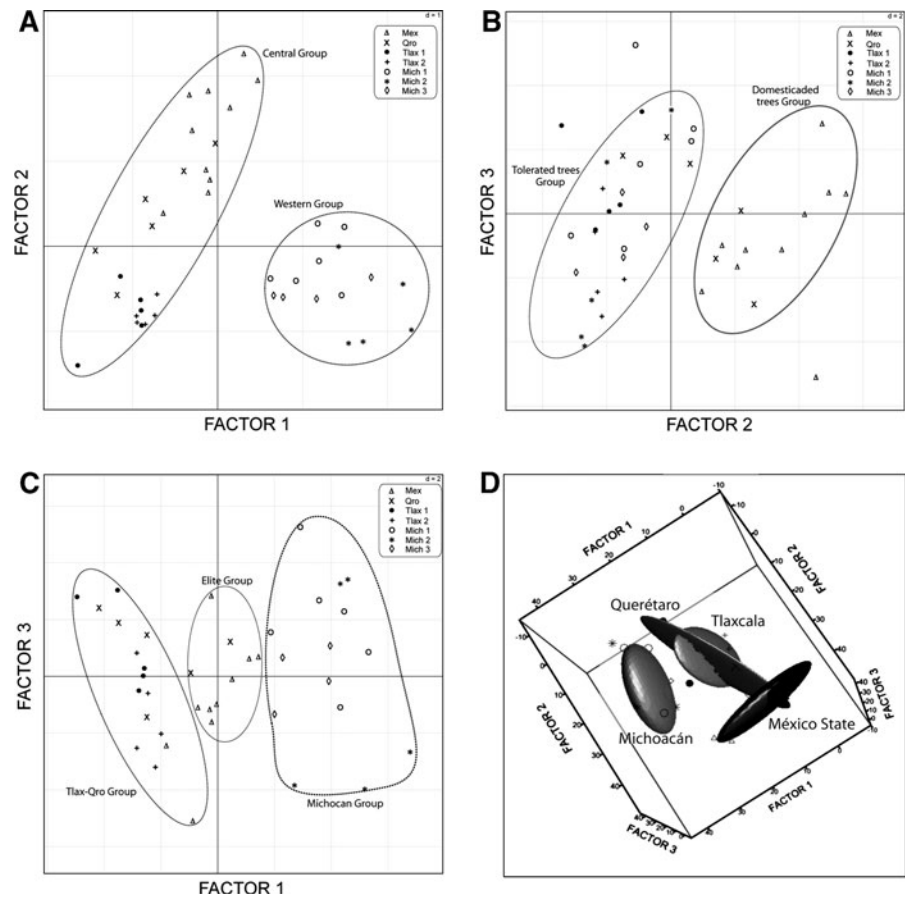 A
d = 1
Central Group
Mex
Qro
Tlax 1
Tlax 2
Mich 1
Mich 2
Mich 3
Western Group
FACTOR 2
FACTOR 1
B
d = 2
Domesticaded
trees Group
Mex
Qro
Tlax 1
Tlax 2
Mich 1
Mich 2
Mich 3
Tolerated trees
Group
FACTOR 3
FACTOR 2
C
d = 2
Mex
Qro
Tlax 1
Tlax 2
Mich 1
Mich 2
Mich 3
Elite Group
Tlax-Qro Group
Michocan Group
FACTOR 3
FACTOR 1
D
FACTOR 1
FACTOR 2
Querétaro
Tlaxcala
México State
Michoacán
FACTOR 2
FACTOR 3
FACTOR 1
FACTOR 3